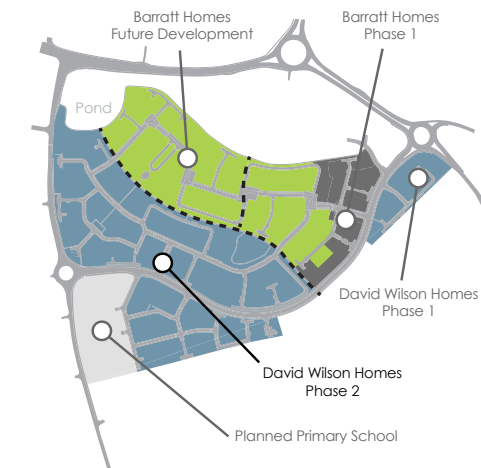 Barratt Homes
Future Development
Barratt Homes
Phase 1
Pond
David Wilson Homes
Phase 1
David Wilson Homes
Phase 2
Planned Primary School